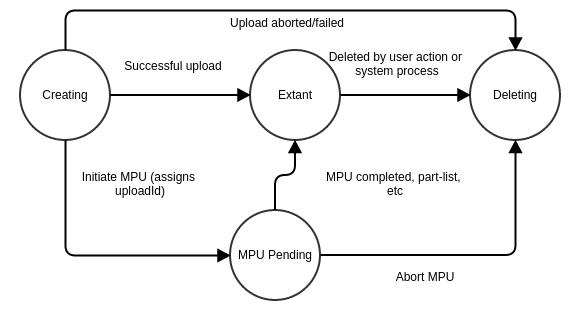 Upload aborted/failed
Successful upload
Deleted by user action or
system process
Creating
Extant
Deleting
Initiate MPU (assigns
uploadId)
MPU completed, part-list,
etc
MPU Pending
Abort MPU